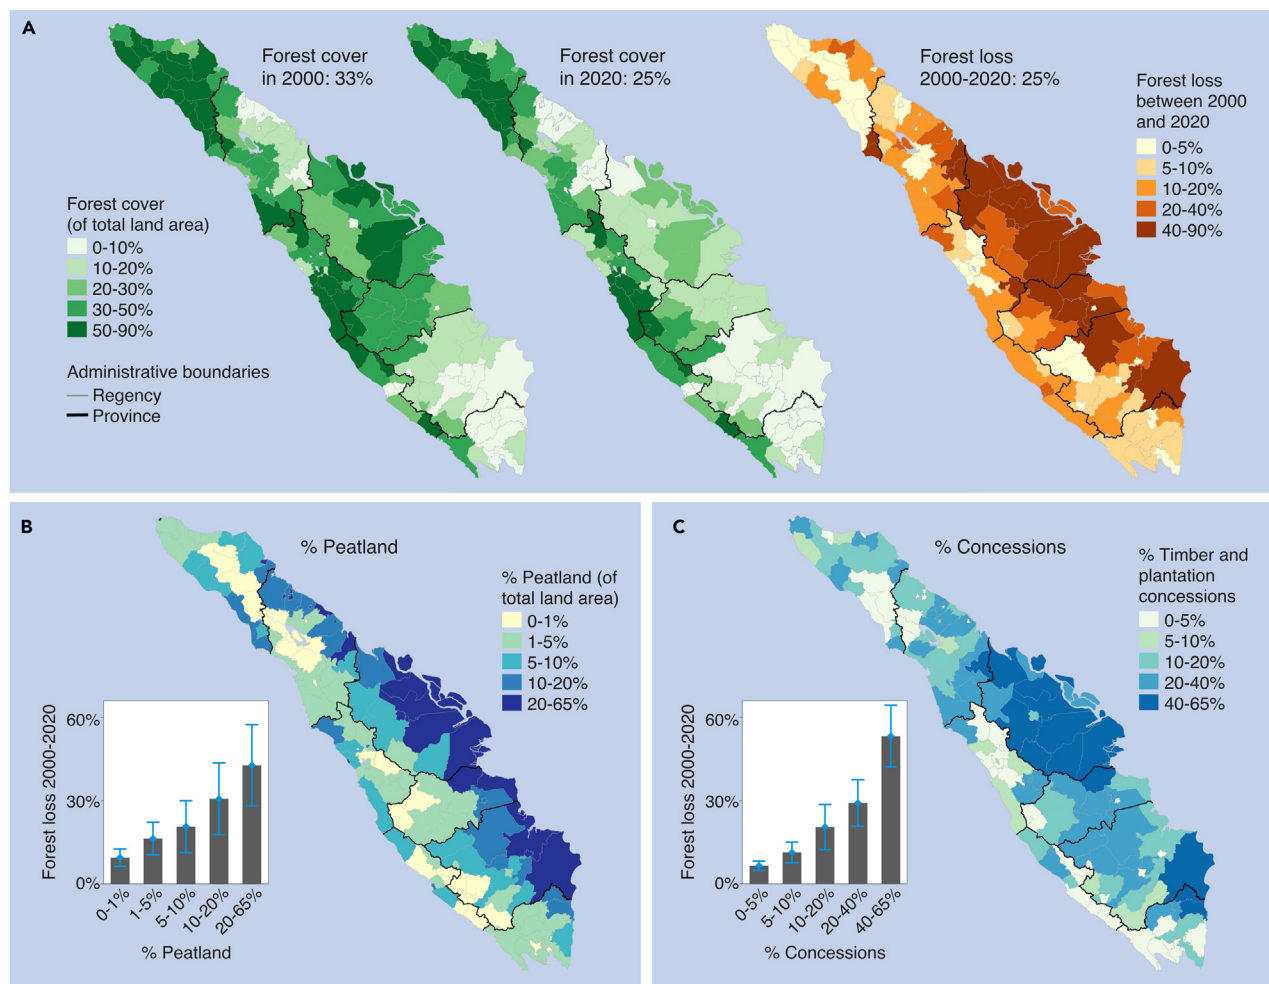 A
Forest cover
in 2000: 33%
Forest cover
in 2020: 25%
Forest loss
2000-2020: 25%
Forest loss
between 2000
and 2020
0-5%
5-10%
10-20%
20-40%
40-90%
Forest cover
(of total land area)
0-10%
10-20%
20-30%
30-50%
50-90%
Administrative boundaries
Regency
Province
B
% Peatland
% Peatland (of
total land area)
0-1%
1-5%
5-10%
10-20%
20-65%
Forest loss 2000-2020
60%
30%
0%
0-1%
1-5%
5-10%
10-20%
20-65%
% Peatland
C
% Concessions
% Timber and
plantation
concessions
0-5%
5-10%
10-20%
20-40%
40-65%
Forest loss 2000-2020
60%
30%
0%
0-5%
5-10%
10-20%
20-40%
40-65%
% Concessions